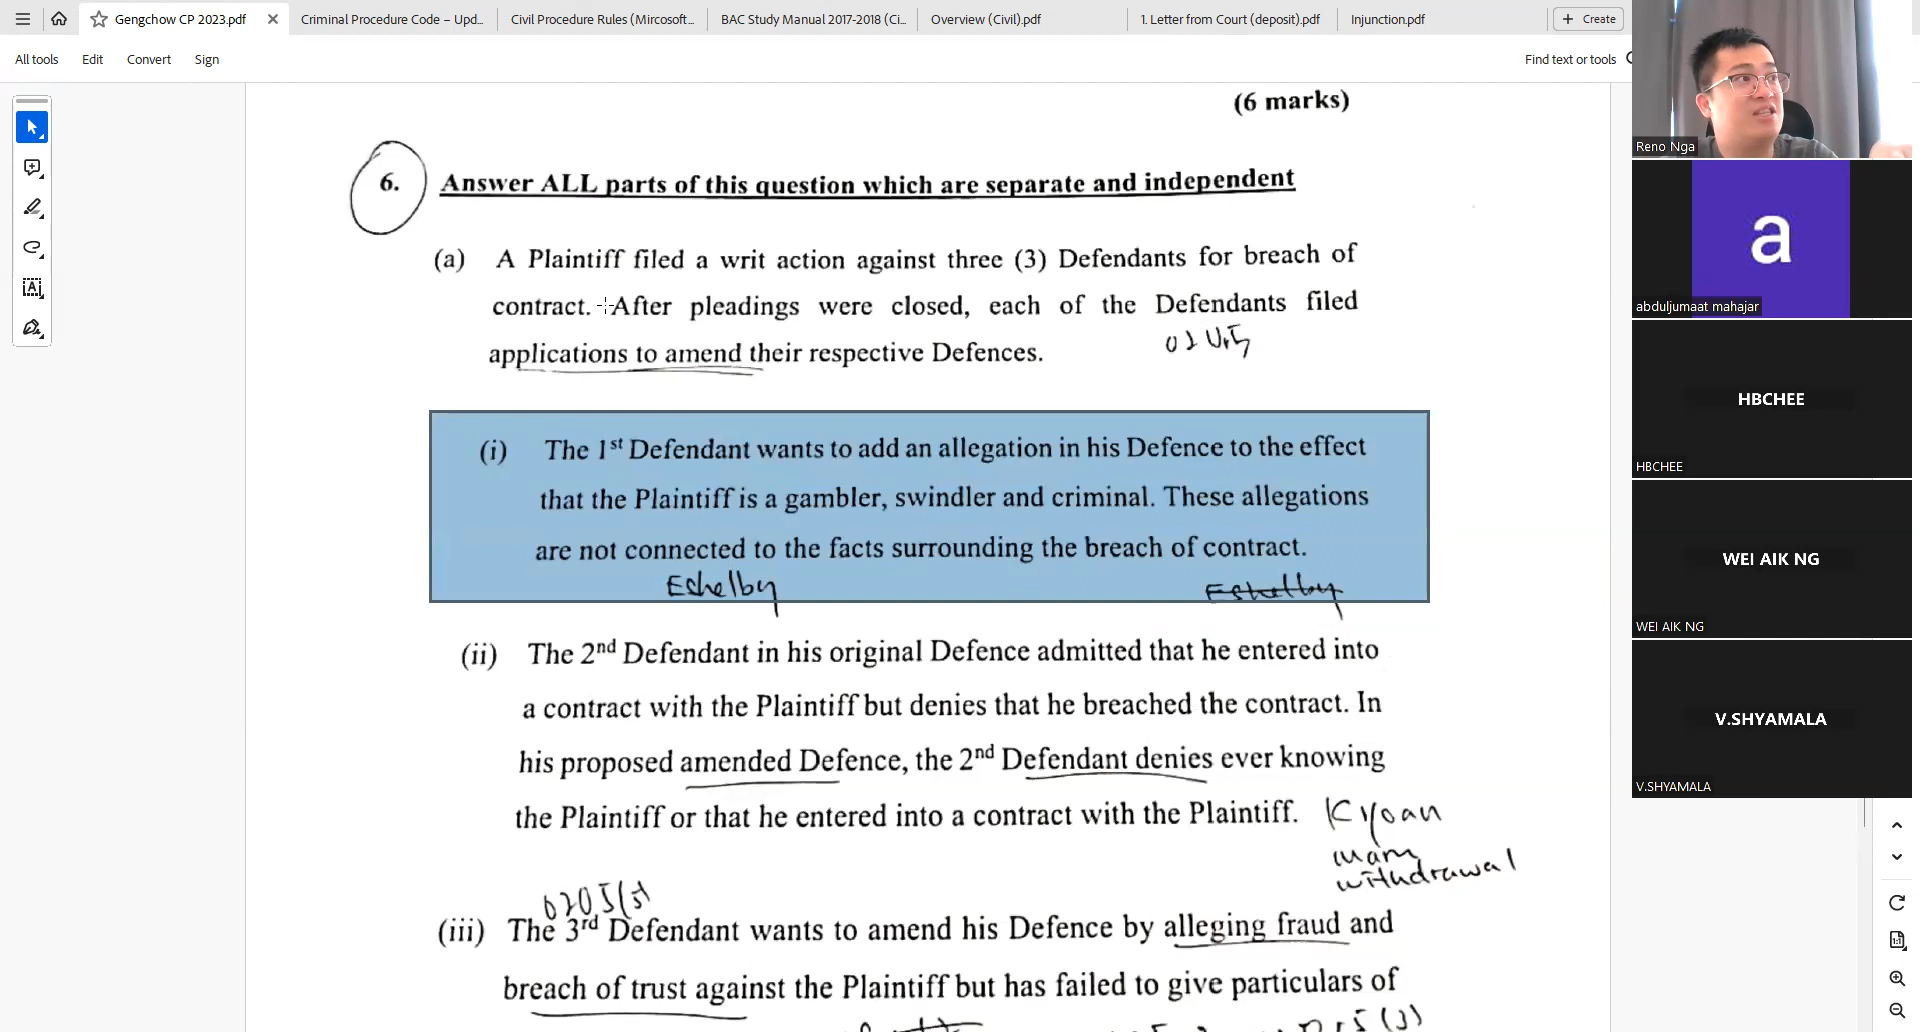 Gengchow CP 2023.pdf
Criminal Procedure Code – Upd...
Civil Procedure Rules (Mircosoft...
BAC Study Manual 2017-2018 (Ci...
Overview (Civil).pdf
1. Letter from Court (deposit).pdf
Injunction.pdf
Create
All tools
Edit
Convert
Sign
Find text or tools
(6 marks)
6. Answer ALL parts of this question which are separate and independent
(a) A Plaintiff filed a writ action against three (3) Defendants for breach of
contract. After pleadings were closed, each of the Defendants filed
applications to amend their respective Defences.
(i) The 1st Defendant wants to add an allegation in his Defence to the effect
that the Plaintiff is a gambler, swindler and criminal. These allegations
are not connected to the facts surrounding the breach of contract.
Eshelby
Eshelby
(ii) The 2nd Defendant in his original Defence admitted that he entered into
a contract with the Plaintiff but denies that he breached the contract. In
his proposed amended Defence, the 2nd Defendant denies ever knowing
the Plaintiff or that he entered into a contract with the Plaintiff.
withdrawal
(iii) The 3rd Defendant wants to amend his Defence by alleging fraud and
breach of trust against the Plaintiff but has failed to give particulars of
Reno Nga
a
abduljumaat mahajar
HBCHEE
HBCHEE
WEI AIK NG
WEI AIK NG
V.SHYAMALA
V.SHYAMALA